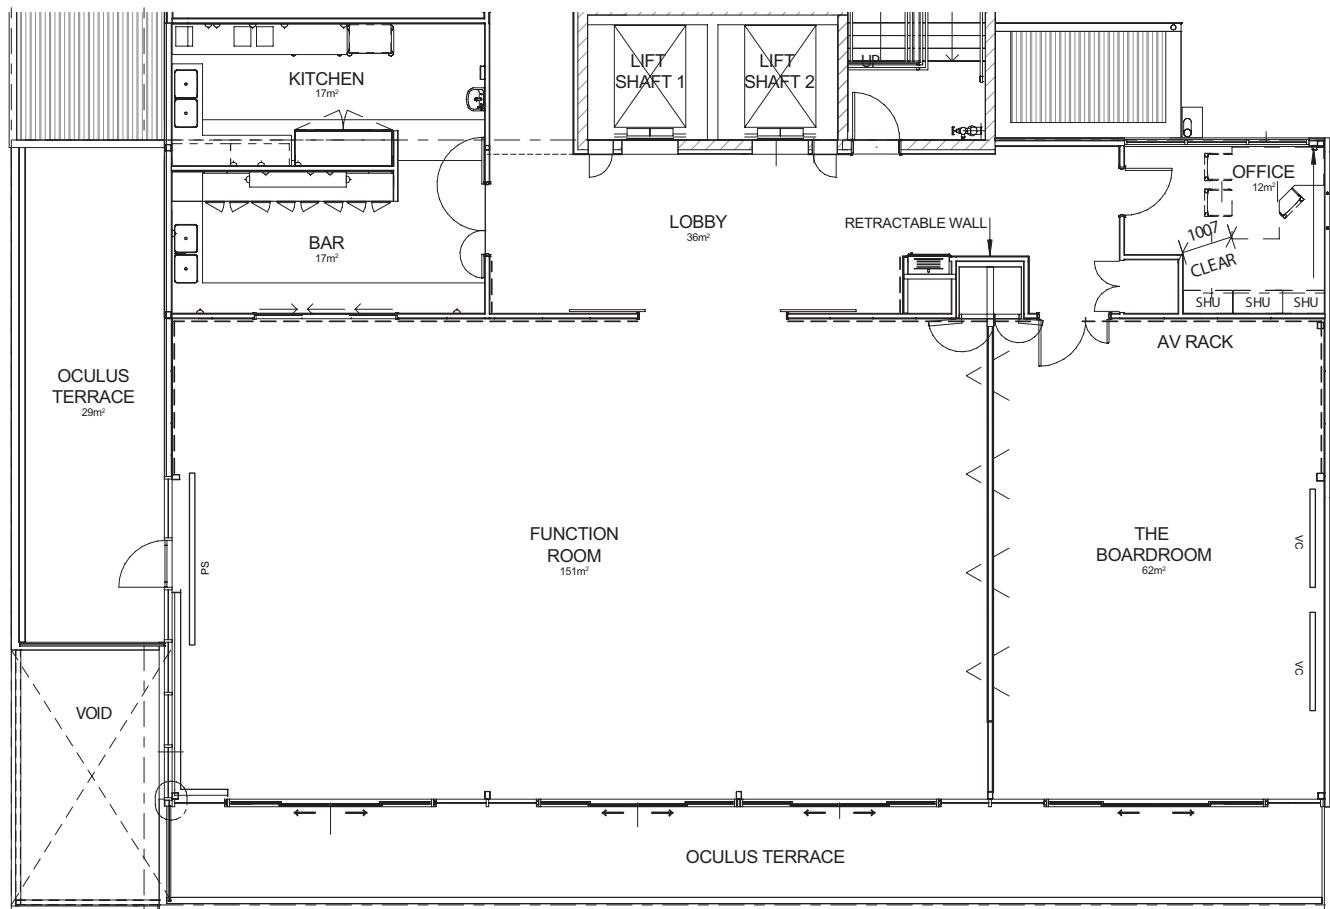 KITCHEN
17m²
LIFT
SHAFT 1
LIFT
SHAFT 2
UP
OFFICE
12m²
LOBBY
36m²
RETRACTABLE WALL
1007
CLEAR
BAR
17m²
SHU
SHU
SHU
AV RACK
OCULUS
TERRACE
29m²
FUNCTION
ROOM
151m²
THE
BOARDROOM
62m²
PS
VC
VC
VOID
OCULUS TERRACE